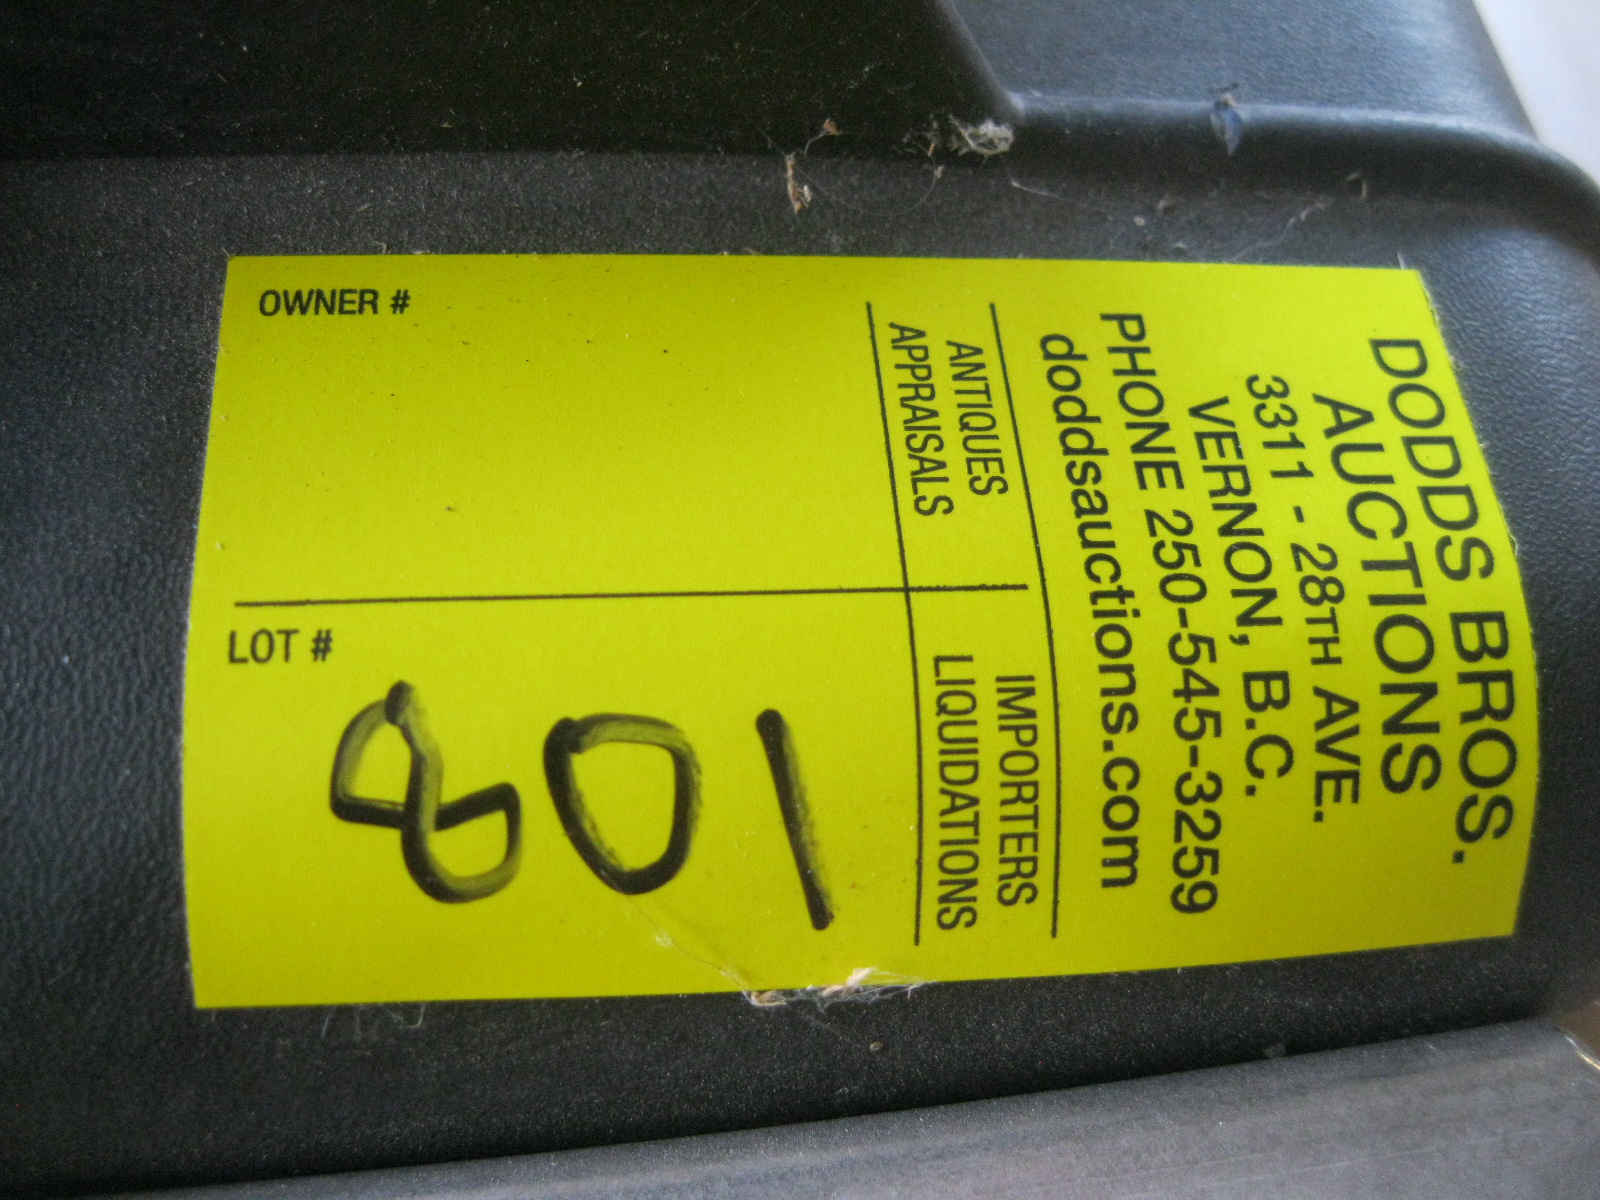 DODDS BROS.
AUCTIONS
3311 - 28TH AVE.
VERNON, B.C.
PHONE 250-545-3259
doddsauctions.com
ANTIQUES
APPRAISALS
IMPORTERS
LIQUIDATIONS
OWNER #
LOT #
801